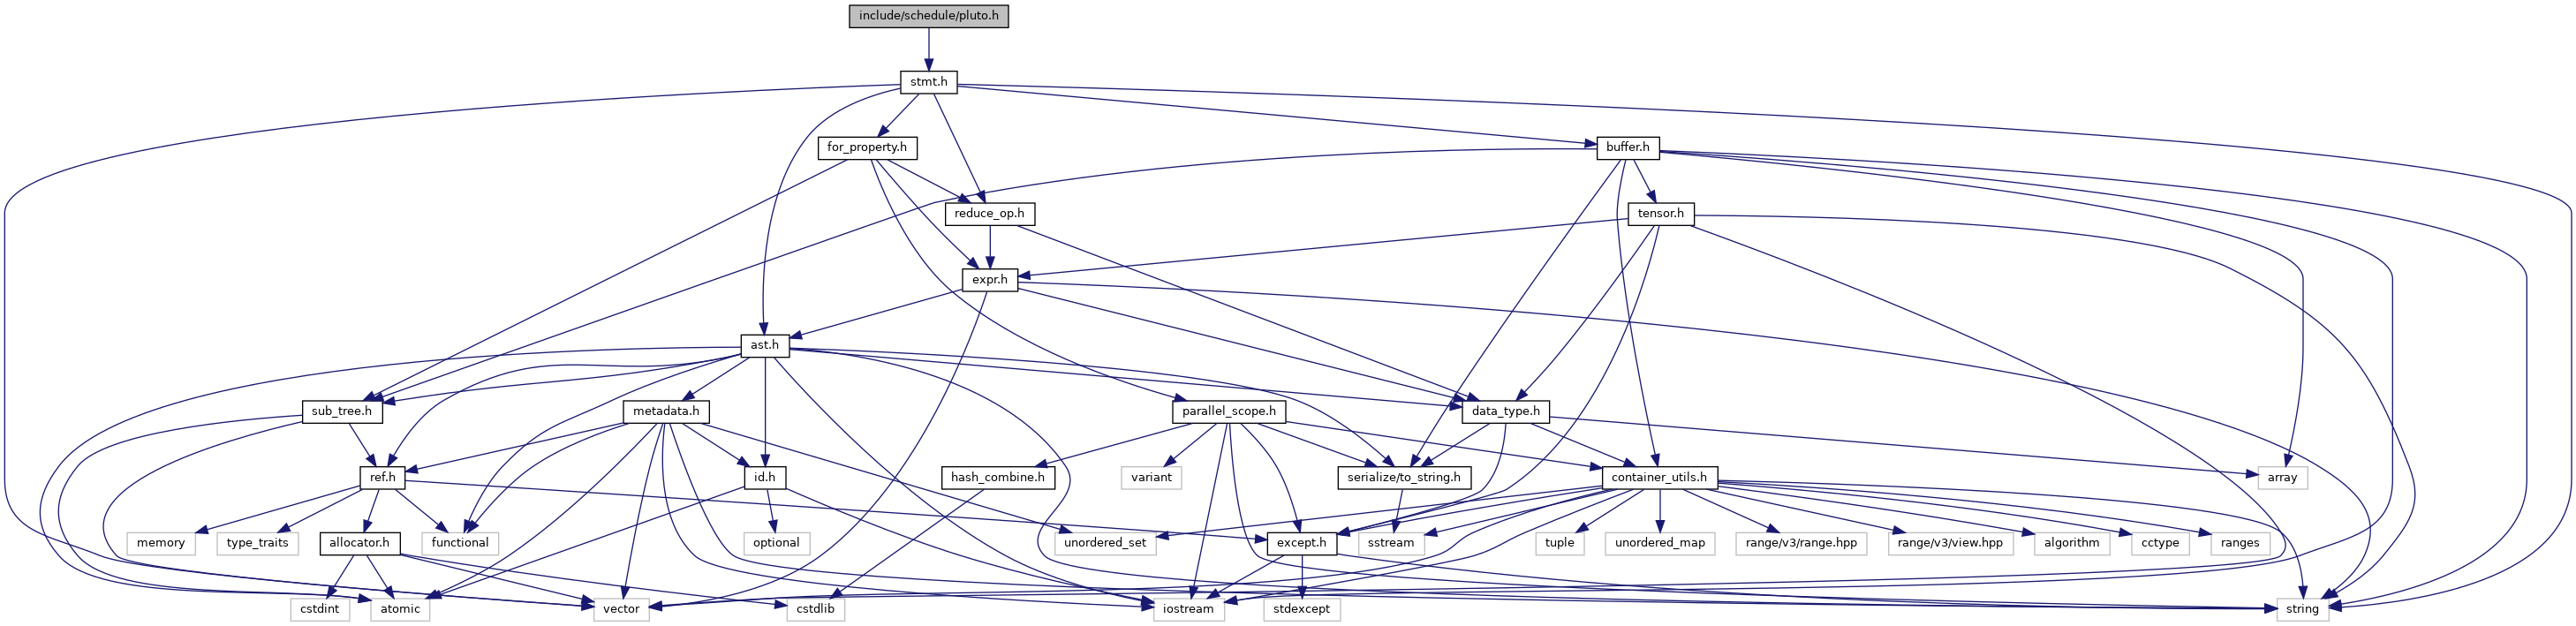 include/schedule/pluto.h
stmt.h
for_property.h
buffer.h
reduce_op.h
tensor.h
expr.h
ast.h
sub_tree.h
metadata.h
parallel_scope.h
data_type.h
ref.h
id.h
hash_combine.h
variant
serialize/to_string.h
container_utils.h
array
memory
type_traits
allocator.h
functional
optional
unordered_set
except.h
sstream
tuple
unordered_map
range/v3/range.hpp
range/v3/view.hpp
algorithm
cctype
ranges
cstdint
atomic
vector
cstdlib
iostream
stdexcept
string